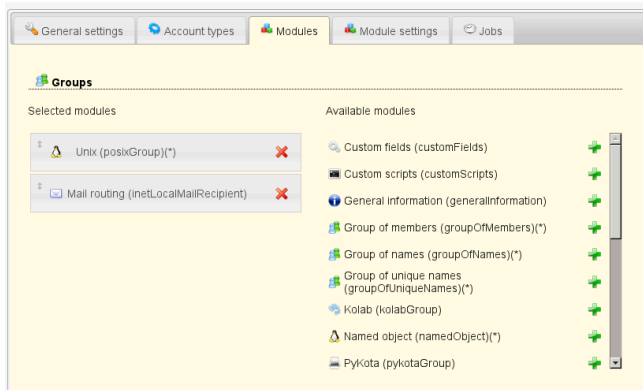 General settings
Account types
Modules
Module settings
Jobs
Groups
Selected modules
Available modules
Unix (posixGroup)(*)
Mail routing (inetLocalMailRecipient)
Custom fields (customFields)
Custom scripts (customScripts)
General information (generalInformation)
Group of members (groupOfMembers)(*)
Group of names (groupOfNames)(*)
Group of unique names
(groupOfUniqueNames)(*)
Kolab (kolabGroup)
Named object (namedObject)(*)
PyKota (pykotaGroup)